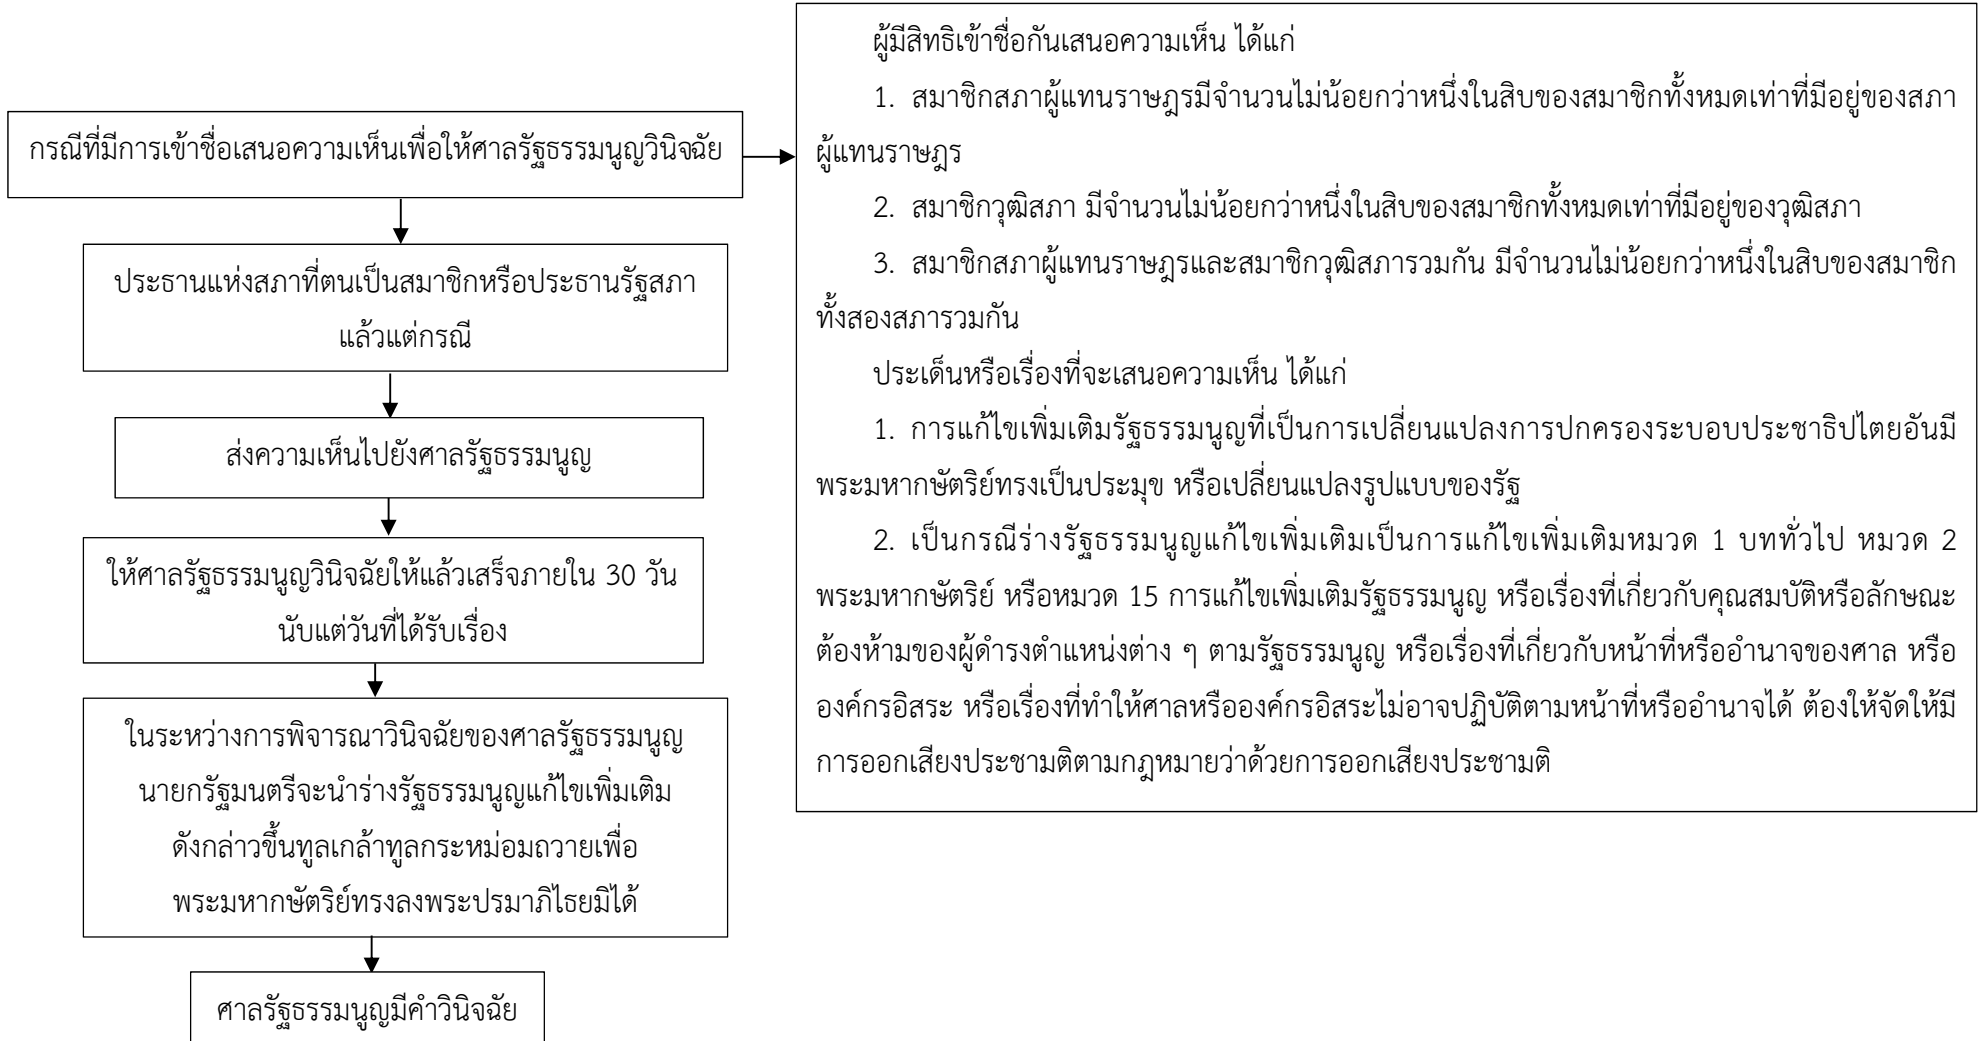 กรณีที่มีการเข้าชื่อเสนอความเห็นเพื่อให้ศาลรัฐธรรมนูญวินิจฉัย
ประธานแห่งสภาที่ตนเป็นสมาชิกหรือประธานรัฐสภา
แล้วแต่กรณี
ส่งความเห็นไปยังศาลรัฐธรรมนูญ
ให้ศาลรัฐธรรมนูญวินิจฉัยให้แล้วเสร็จภายใน 30 วัน
นับแต่วันที่ได้รับเรื่อง
ในระหว่างการพิจารณาวินิจฉัยของศาลรัฐธรรมนูญ
นายกรัฐมนตรีจะนำร่างรัฐธรรมนูญแก้ไขเพิ่มเติม
ดังกล่าวขึ้นทูลเกล้าทูลกระหม่อมถวายเพื่อ
พระมหากษัตริย์ทรงลงพระปรมาภิไธยมิได้
ศาลรัฐธรรมนูญมีคำวินิจฉัย
ผู้มีสิทธิเข้าชื่อกันเสนอความเห็น ได้แก่
1. สมาชิกสภาผู้แทนราษฎรมีจำนวนไม่น้อยกว่าหนึ่งในสิบของสมาชิกทั้งหมดเท่าที่มีอยู่ของสภา
ผู้แทนราษฎร
2. สมาชิกวุฒิสภา มีจำนวนไม่น้อยกว่าหนึ่งในสิบของสมาชิกทั้งหมดเท่าที่มีอยู่ของวุฒิสภา
3. สมาชิกสภาผู้แทนราษฎรและสมาชิกวุฒิสภารวมกัน มีจำนวนไม่น้อยกว่าหนึ่งในสิบของสมาชิก
ทั้งสองสภารวมกัน
ประเด็นหรือเรื่องที่จะเสนอความเห็น ได้แก่
1. การแก้ไขเพิ่มเติมรัฐธรรมนูญที่เป็นการเปลี่ยนแปลงการปกครองระบอบประชาธิปไตยอันมี
พระมหากษัตริย์ทรงเป็นประมุข หรือเปลี่ยนแปลงรูปแบบของรัฐ
2. เป็นกรณีร่างรัฐธรรมนูญแก้ไขเพิ่มเติมเป็นการแก้ไขเพิ่มเติมหมวด 1 บททั่วไป หมวด 2
พระมหากษัตริย์ หรือหมวด 15 การแก้ไขเพิ่มเติมรัฐธรรมนูญ หรือเรื่องที่เกี่ยวกับคุณสมบัติหรือลักษณะ
ต้องห้ามของผู้ดำรงตำแหน่งต่าง ๆ ตามรัฐธรรมนูญ หรือเรื่องที่เกี่ยวกับหน้าที่หรืออำนาจของศาล หรือ
องค์กรอิสระ หรือเรื่องที่ทำให้ศาลหรือองค์กรอิสระไม่อาจปฏิบัติตามหน้าที่หรืออำนาจได้ ต้องให้จัดให้มี
การออกเสียงประชามติตามกฎหมายว่าด้วยการออกเสียงประชามติ